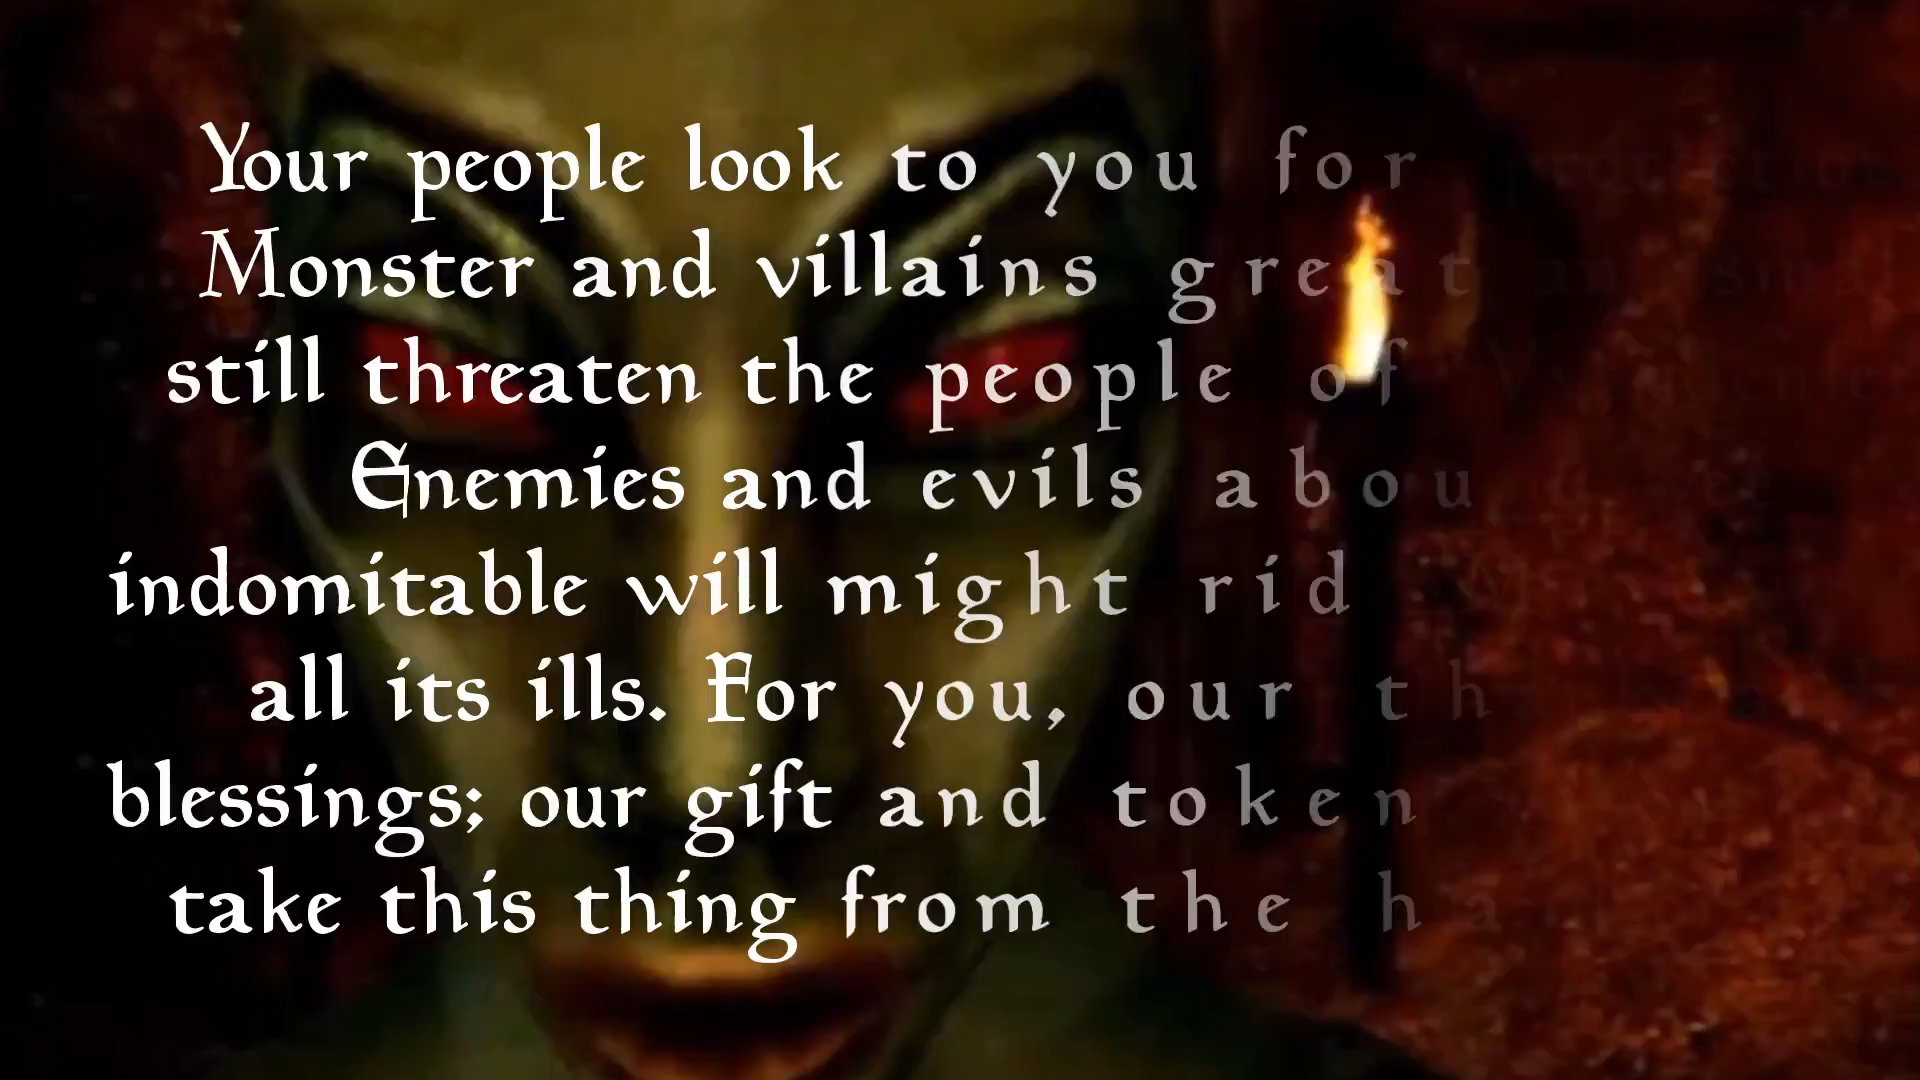 Your people look to you for
Monster and villains great
still threaten the people of
Enemies and evils abou
indomitable will might rid
all its ills. For you, our th
blessings; our gift and token
take this thing from the ha